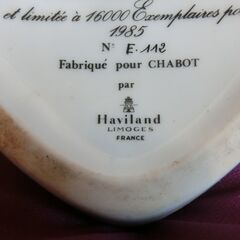 et limitée à 16000 Exemplaires po
1985
N° E. 112
Fabriqué pour CHABOT
par
Haviland
LIMOGES
FRANCE